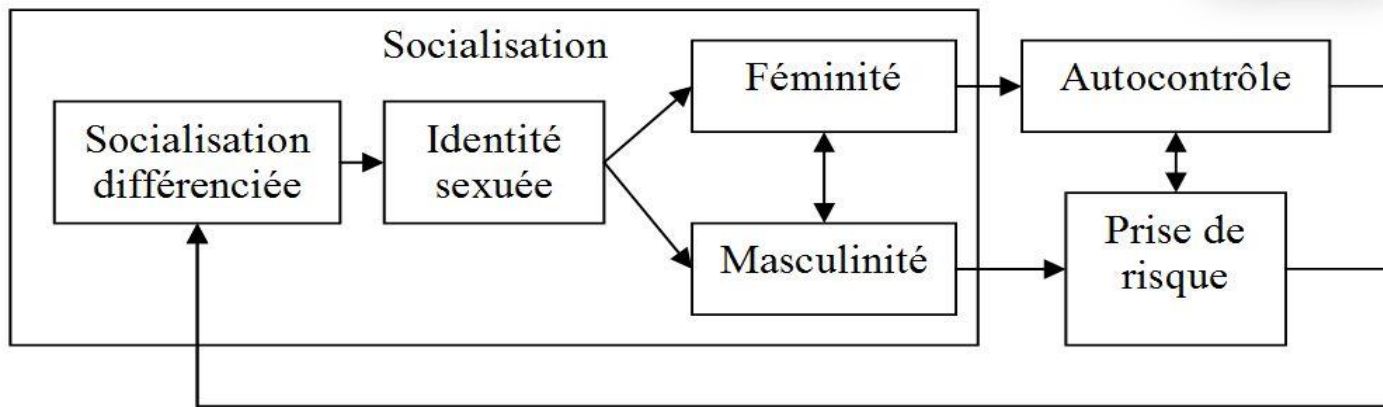 Socialisation
Socialisation
différenciée
Identité
sexuée
Féminité
Masculinité
Autocontrôle
Prise de
risque